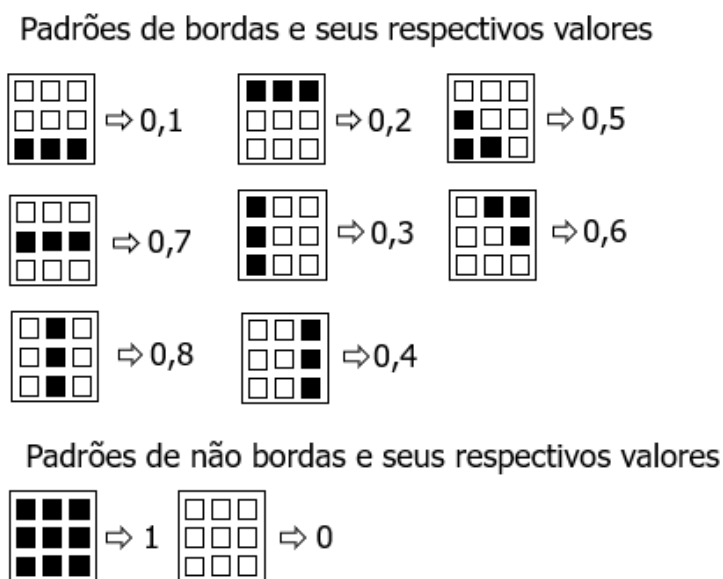 Padrões de bordas e seus respectivos valores
⇨ 0,1 ⇨ 0,2 ⇨ 0,5
⇨ 0,7 ⇨ 0,3 ⇨ 0,6
⇨ 0,8 ⇨ 0,4
Padrões de não bordas e seus respectivos valores
⇨ 1 ⇨ 0